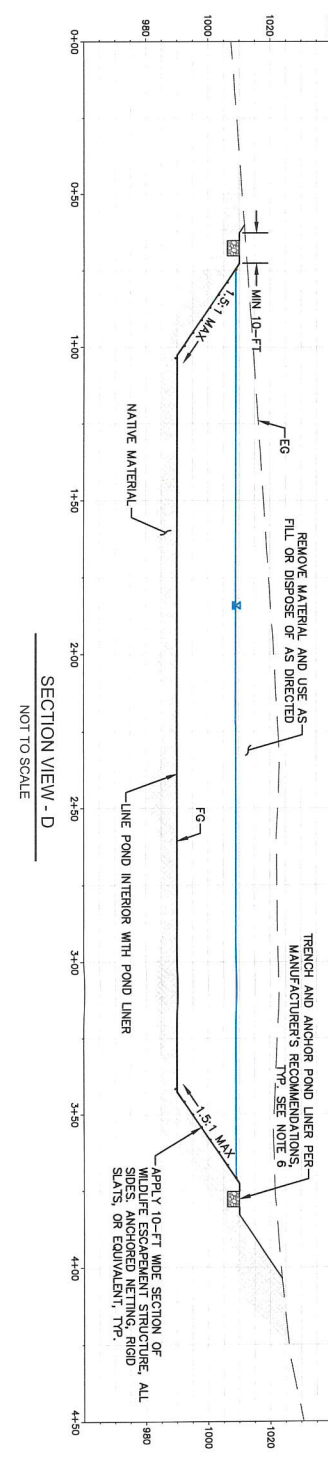 1020
1000
980
1020
1000
980
0+00
0+50
1+00
1+50
2+00
2+50
3+00
3+50
4+00
4+50
MIN 10-FT
1.5:1 MAX
EG
REMOVE MATERIAL AND USE AS
FILL OR DISPOSE OF AS DIRECTED
TRENCH AND ANCHOR POND LINER PER
MANUFACTURER'S RECOMMENDATIONS,
TYP. SEE NOTE 6
1.5:1 MAX
NATIVE MATERIAL
FG
LINE POND INTERIOR WITH POND LINER
APPLY 10-FT WIDE SECTION OF
WILDLIFE ESCAPEMENT STRUCTURE, ALL
SIDES. ANCHORED NETTING, RIGID
SLATS, OR EQUIVALENT, TYP.
SECTION VIEW - D
NOT TO SCALE